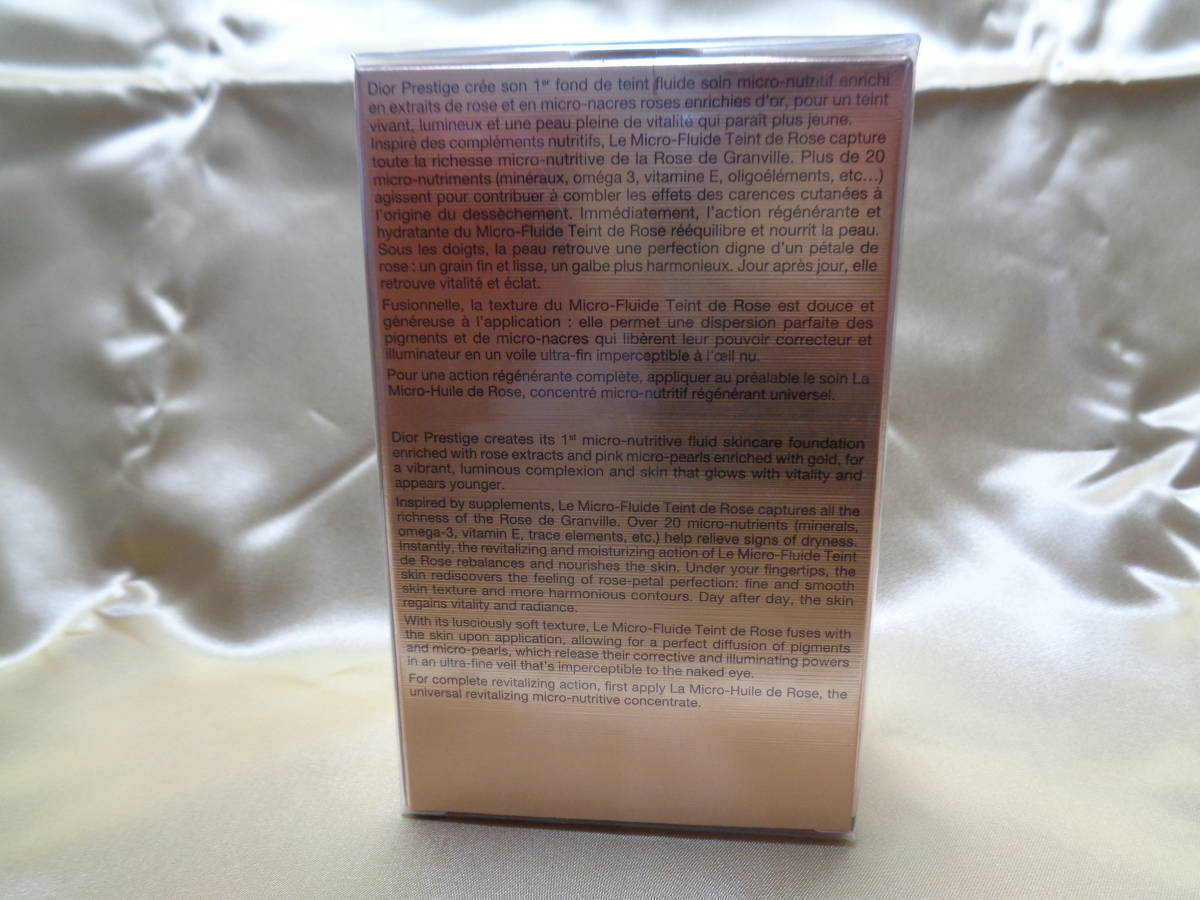 Dior Prestige crée son 1er fond de teint fluide soin micro-nutritif enrichi
en extraits de rose et en micro-nacres roses enrichies d'or, pour un teint
vivant, lumineux et une peau pleine de vitalité qui paraît plus jeune.
Inspiré des compléments nutritifs, Le Micro-Fluide Teint de Rose capture
toute la richesse micro-nutritive de la Rose de Granville. Plus de 20
micro-nutriments (minéraux, oméga 3, vitamine E, oligoéléments, etc...)
agissent pour contribuer à combler les effets des carences cutanées à
l'origine du dessèchement. Immédiatement, l'action régénérante et
hydratante du Micro-Fluide Teint de Rose rééquilibre et nourrit la peau.
Sous les doigts, la peau retrouve une perfection digne d'un pétale de
rose : un grain fin et lisse, un galbe plus harmonieux. Jour après jour, elle
retrouve vitalité et éclat.
Fusionnelle, la texture du Micro-Fluide Teint de Rose est douce et
généreuse à l'application : elle permet une dispersion parfaite des
pigments et de micro-nacres qui libèrent leur pouvoir correcteur et
illuminateur en un voile ultra-fin imperceptible à l'œil nu.
Pour une action régénérante complète, appliquer au préalable le soin La
Micro-Huile de Rose, concentré micro-nutritif régénérant universel.
Dior Prestige creates its 1st micro-nutritive fluid skincare foundation
enriched with rose extracts and pink micro-pearls enriched with gold, for
a vibrant, luminous complexion and skin that glows with vitality and
appears younger.
Inspired by supplements, Le Micro-Fluide Teint de Rose captures all the
richness of the Rose de Granville. Over 20 micro-nutrients (minerals,
omega-3, vitamin E, trace elements, etc.) help relieve signs of dryness.
Instantly, the revitalizing and moisturizing action of Le Micro-Fluide Teint
de Rose rebalances and nourishes the skin. Under your fingertips, the
skin rediscovers the feeling of rose-petal perfection: fine and smooth
skin texture and more harmonious contours. Day after day, the skin
regains vitality and radiance.
With its lusciously soft texture, Le Micro-Fluide Teint de Rose fuses with
the skin upon application, allowing for a perfect diffusion of pigments
and micro-pearls, which release their corrective and illuminating powers
in an ultra-fine veil that's imperceptible to the naked eye.
For complete revitalizing action, first apply La Micro-Huile de Rose, the
universal revitalizing micro-nutritive concentrate.